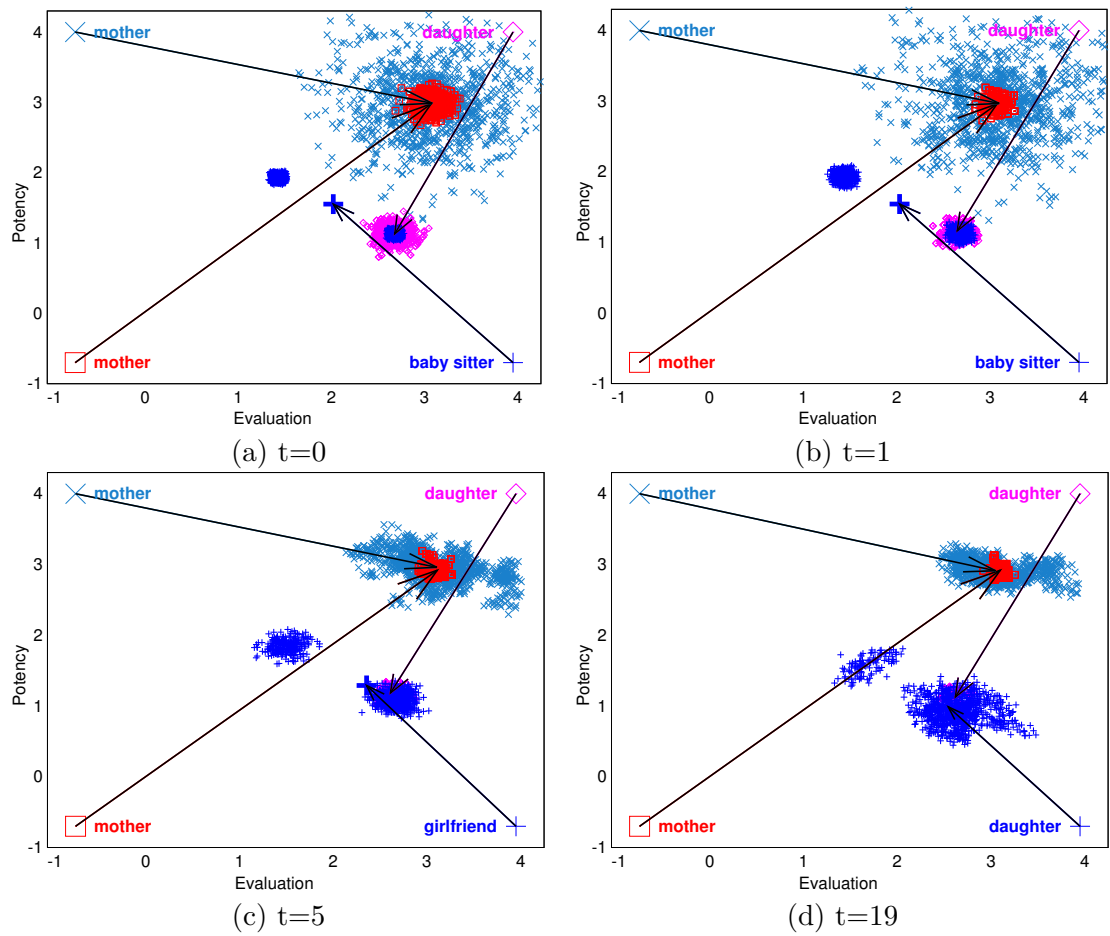 4
mother
daughter
3
2
Potency
1
0
mother
baby sitter
-1
-1 0 1 2 3 4
Evaluation
(a) t=0
4
mother
daughter
3
2
Potency
1
0
mother
baby sitter
-1
-1 0 1 2 3 4
Evaluation
(b) t=1
4
mother
daughter
3
2
Potency
1
0
mother
girlfriend
-1
-1 0 1 2 3 4
Evaluation
(c) t=5
4
mother
daughter
3
2
Potency
1
0
mother
daughter
-1
-1 0 1 2 3 4
Evaluation
(d) t=19